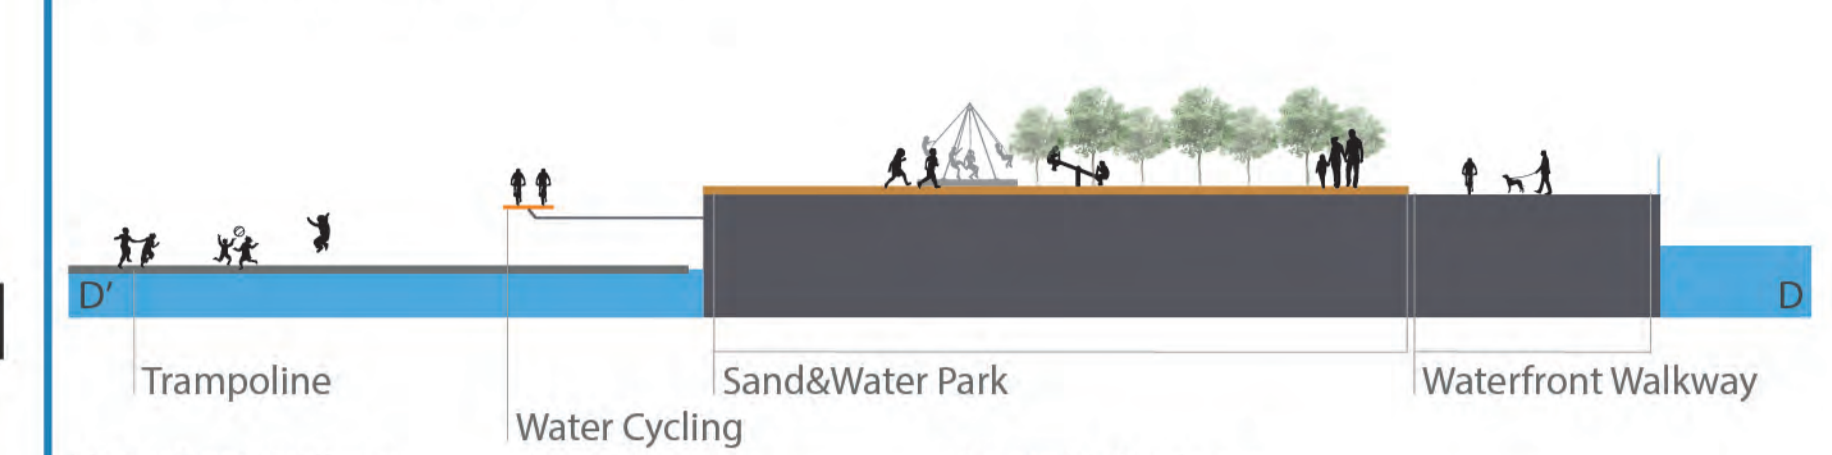 D′
D
Trampoline
Sand&Water Park
Waterfront Walkway
Water Cycling